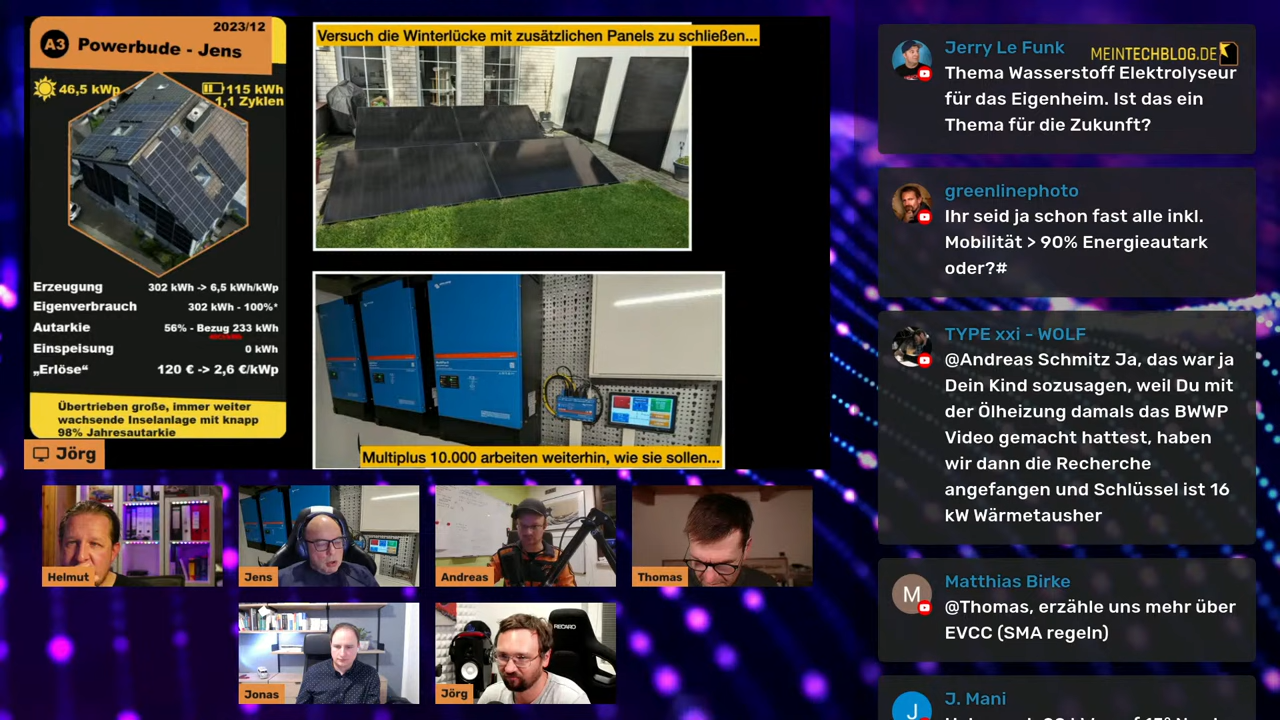 2023/12
A3 Powerbude - Jens
46,5 kWp
115 kWh
1,1 Zyklen
Erzeugung 302 kWh -> 6,5 kWh/kWp
Eigenverbrauch 302 kWh - 100%*
Autarkie 56% - Bezug 233 kWh
Einspeisung 0 kWh
„Erlöse“ 120 € -> 2,6 €/kWp
Übertrieben große, immer weiter
wachsende Inselanlage mit knapp
98% Jahresautarkie
Jörg
Versuch die Winterlücke mit zusätzlichen Panels zu schließen...
Multiplus 10.000 arbeiten weiterhin, wie sie sollen...
Helmut
Jens
Andreas
Thomas
Jonas
Jörg
RECARO
MEINTECHBLOG.DE
Jerry Le Funk
Thema Wasserstoff Elektrolyseur
für das Eigenheim. Ist das ein
Thema für die Zukunft?
greenlinephoto
Ihr seid ja schon fast alle inkl.
Mobilität > 90% Energieautark
oder?#
TYPE xxi - WOLF
@Andreas Schmitz Ja, das war ja
Dein Kind sozusagen, weil Du mit
der Ölheizung damals das BWWP
Video gemacht hattest, haben
wir dann die Recherche
angefangen und Schlüssel ist 16
kW Wärmetausher
M
Matthias Birke
@Thomas, erzähle uns mehr über
EVCC (SMA regeln)
J
J. Mani